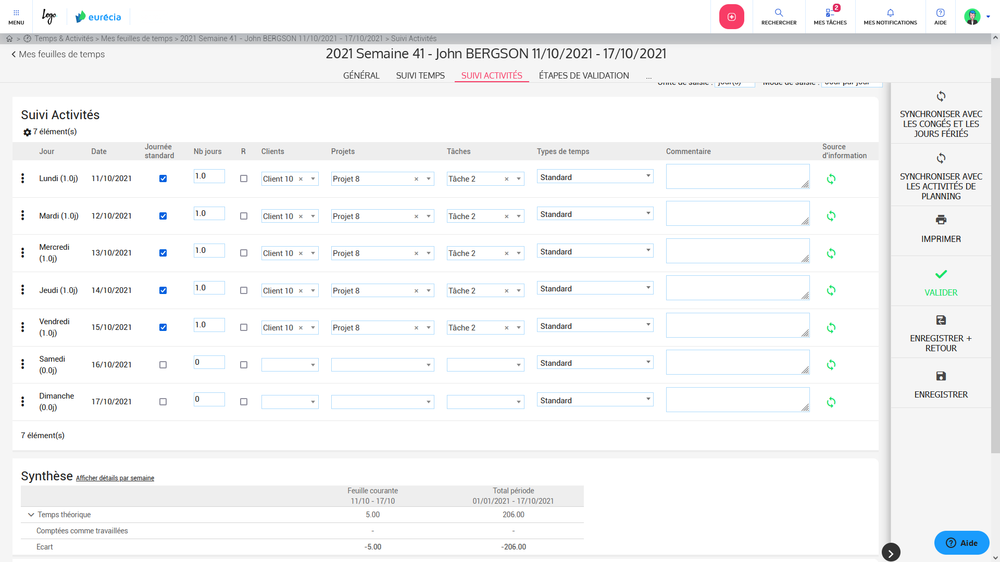 MENU
Logo
eurécia
RECHERCHER
2
MES TÂCHES
MES NOTIFICATIONS
AIDE
> Temps & Activités > Mes feuilles de temps > 2021 Semaine 41 - John BERGSON 11/10/2021 - 17/10/2021 > Suivi Activités
Mes feuilles de temps
2021 Semaine 41 - John BERGSON 11/10/2021 - 17/10/2021
GÉNÉRAL SUIVI TEMPS SUIVI ACTIVITÉS ÉTAPES DE VALIDATION ...
Unité de saisie : Jour(s) Mode de saisie : Jour par jour
Suivi Activités
7 élément(s)
Jour Date Journée standard Nb jours R Clients Projets Tâches Types de temps Commentaire Source d'information
Lundi (1.0j) 11/10/2021 1.0 Client 10 × Projet 8 × Tâche 2 × Standard
Mardi (1.0j) 12/10/2021 1.0 Client 10 × Projet 8 × Tâche 2 × Standard
Mercredi (1.0j) 13/10/2021 1.0 Client 10 × Projet 8 × Tâche 2 × Standard
Jeudi (1.0j) 14/10/2021 1.0 Client 10 × Projet 8 × Tâche 2 × Standard
Vendredi (1.0j) 15/10/2021 1.0 Client 10 × Projet 8 × Tâche 2 × Standard
Samedi (0.0j) 16/10/2021 0 Standard
Dimanche (0.0j) 17/10/2021 0 Standard
7 élément(s)
Synthèse Afficher détails par semaine
Feuille courante Total période
11/10 - 17/10 01/01/2021 - 17/10/2021
Temps théorique 5.00 206.00
Comptées comme travaillées - -
Ecart -5.00 -206.00
SYNCHRONISER AVEC
LES CONGÉS ET LES
JOURS FÉRIÉS
SYNCHRONISER AVEC
LES ACTIVITÉS DE
PLANNING
IMPRIMER
VALIDER
ENREGISTRER +
RETOUR
ENREGISTRER
Aide